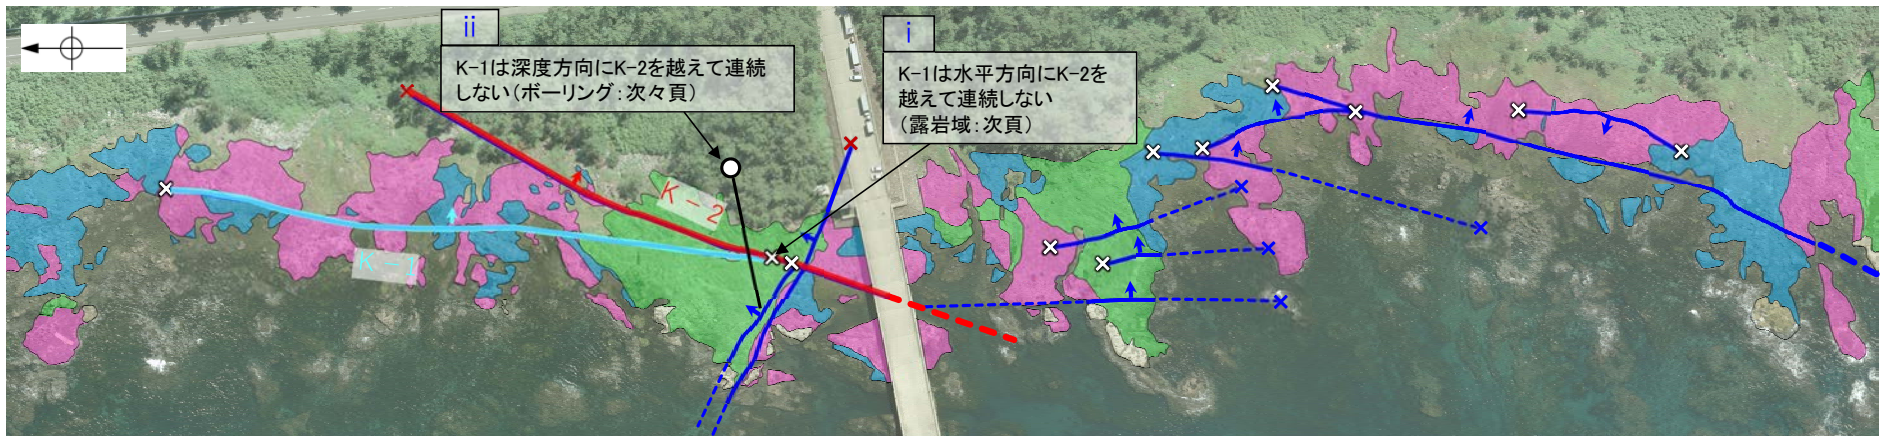 ii
K-1は深度方向にK-2を越えて連続
しない（ボーリング：次々頁）
i
K-1は水平方向にK-2を
越えて連続しない
（露岩域：次頁）
K-2
K-1